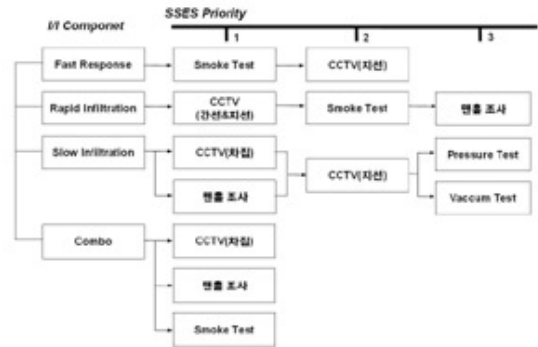 SSES Priority
I/I Componet
1
2
3
Fast Response
Smoke Test
CCTV(지선)
Rapid Infiltration
CCTV
(간선&지선)
Smoke Test
맨홀 조사
Slow Infiltration
CCTV(차집)
CCTV(지선)
Pressure Test
맨홀 조사
Vaccum Test
Combo
CCTV(차집)
맨홀 조사
Smoke Test